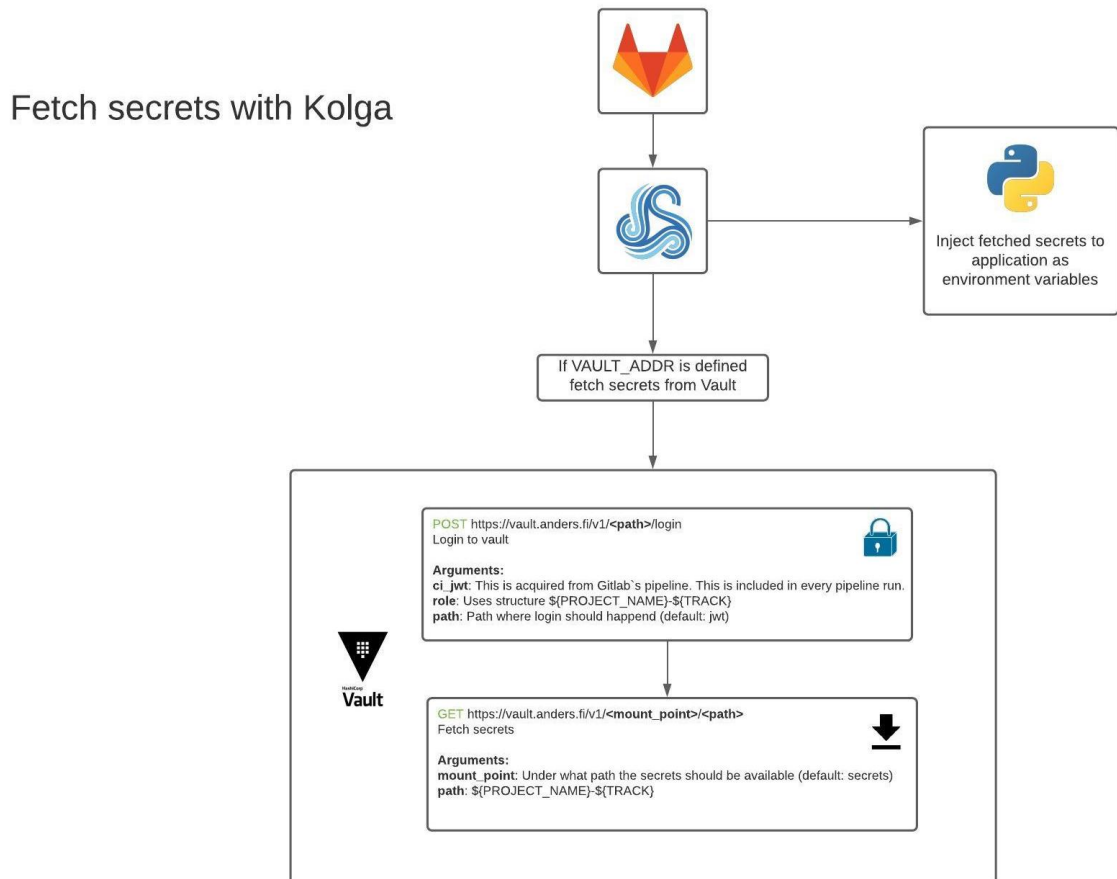 Fetch secrets with Kolga
Inject fetched secrets to
application as
environment variables
If VAULT_ADDR is defined
fetch secrets from Vault
POST https://vault.anders.fi/v1/<path>/login
Login to vault
Arguments:
ci_jwt: This is acquired from Gitlab`s pipeline. This is included in every pipeline run.
role: Uses structure ${PROJECT_NAME}-${TRACK}
path: Path where login should happend (default: jwt)
HashiCorp
Vault
GET https://vault.anders.fi/v1/<mount_point>/<path>
Fetch secrets
Arguments:
mount_point: Under what path the secrets should be available (default: secrets)
path: ${PROJECT_NAME}-${TRACK}